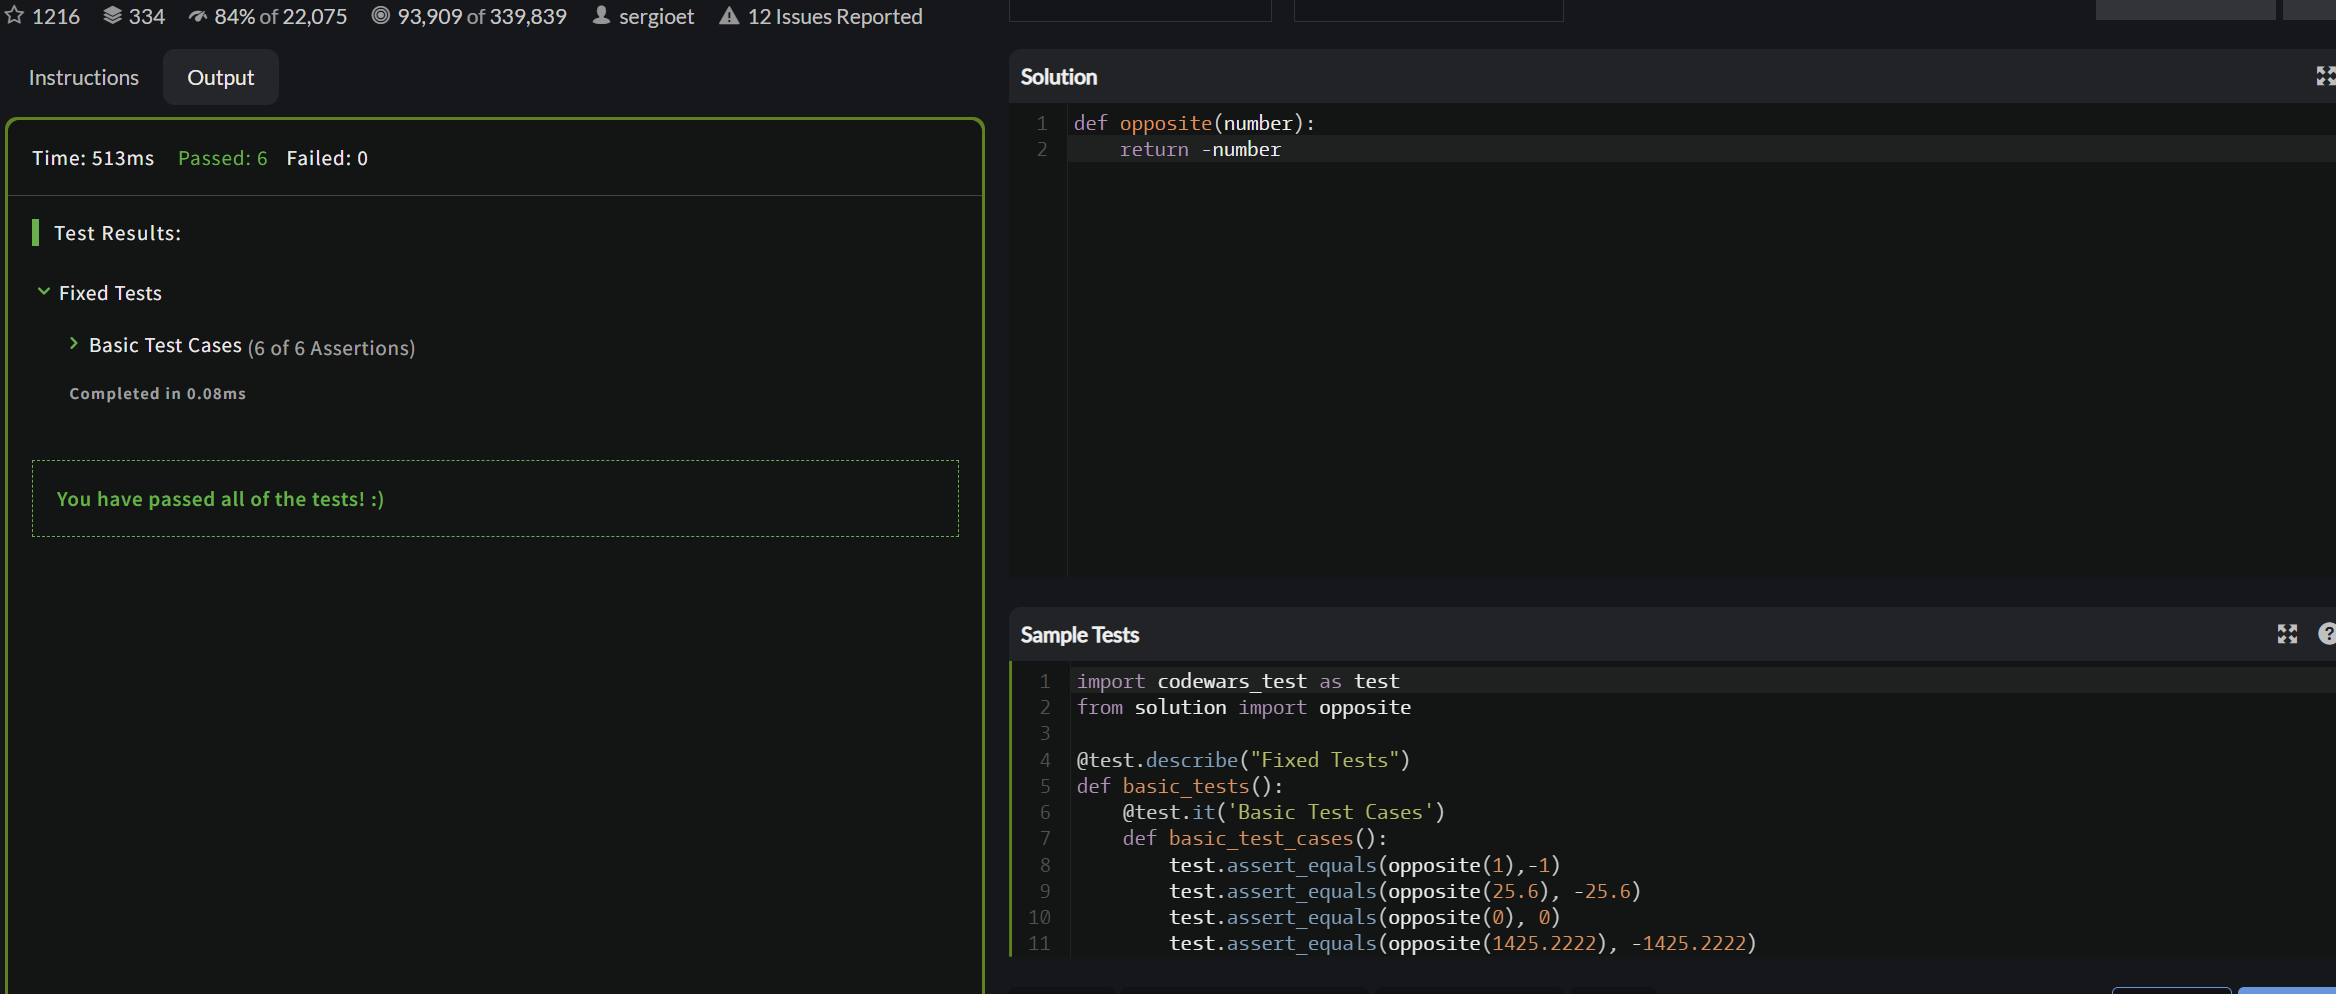 1216 334 84% of 22,075 93,909 of 339,839 sergioet 12 Issues Reported
Instructions Output
Time: 513ms Passed: 6 Failed: 0
Test Results:
Fixed Tests
Basic Test Cases (6 of 6 Assertions)
Completed in 0.08ms
You have passed all of the tests! :)
Solution
1 def opposite(number):
2     return -number
Sample Tests
?
1 import codewars_test as test
2 from solution import opposite
3
4 @test.describe("Fixed Tests")
5 def basic_tests():
6     @test.it('Basic Test Cases')
7     def basic_test_cases():
8         test.assert_equals(opposite(1),-1)
9         test.assert_equals(opposite(25.6), -25.6)
10         test.assert_equals(opposite(0), 0)
11         test.assert_equals(opposite(1425.2222), -1425.2222)